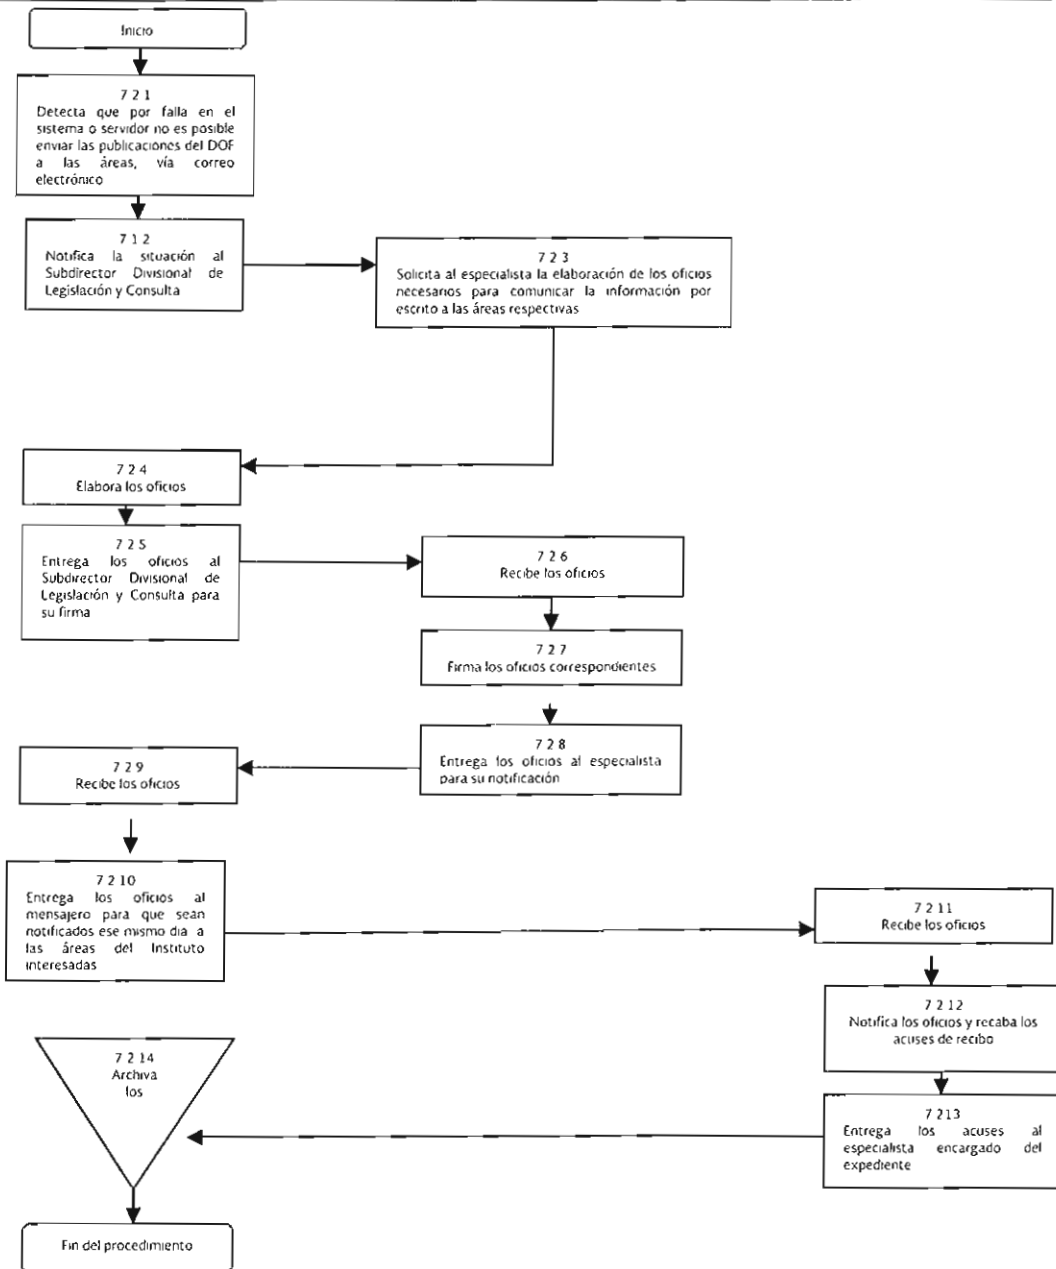 Inicio
7 2 1
Detecta que por falla en el
sistema o servidor no es posible
enviar las publicaciones del DOF
a las áreas, vía correo
electrónico
7 1 2
Notifica la situación al
Subdirector Divisional de
Legislación y Consulta
7 2 3
Solicita al especialista la elaboración de los oficios
necesarios para comunicar la información por
escrito a las áreas respectivas
7 2 4
Elabora los oficios
7 2 5
Entrega los oficios al
Subdirector Divisional de
Legislación y Consulta para
su firma
7 2 6
Recibe los oficios
7 2 7
Firma los oficios correspondientes
7 2 8
Entrega los oficios al especialista
para su notificación
7 2 9
Recibe los oficios
7 2 10
Entrega los oficios al
mensajero para que sean
notificados ese mismo día a
las áreas del Instituto
interesadas
7 2 11
Recibe los oficios
7 2 12
Notifica los oficios y recaba los
acuses de recibo
7 2 13
Entrega los acuses al
especialista encargado del
expediente
7 2 14
Archiva
los
Fin del procedimiento